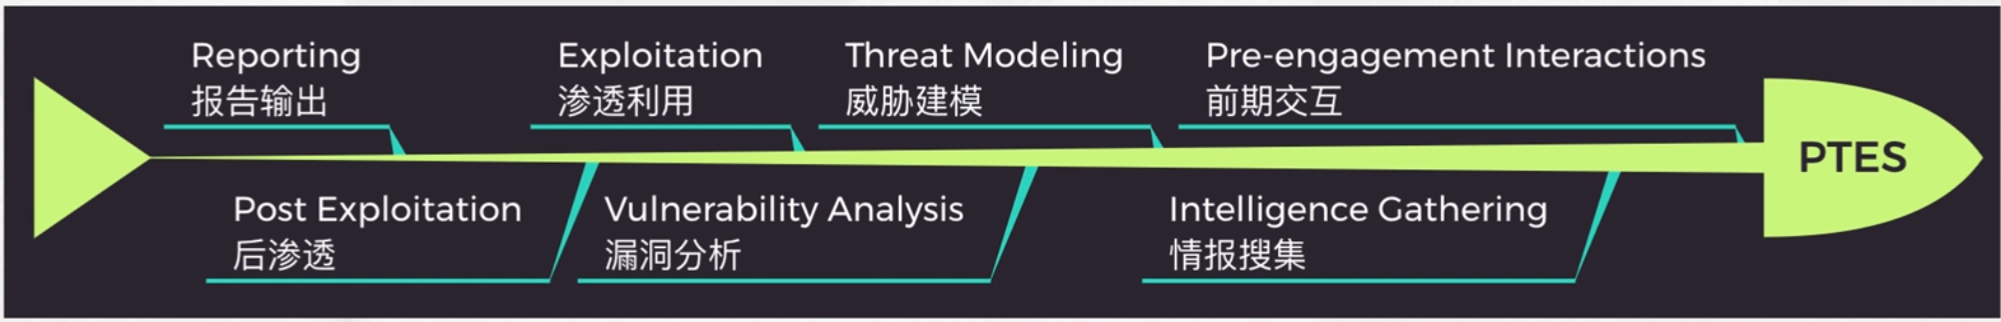 Reporting
报告输出
Exploitation
渗透利用
Threat Modeling
威胁建模
Pre-engagement Interactions
前期交互
PTES
Post Exploitation
后渗透
Vulnerability Analysis
漏洞分析
Intelligence Gathering
情报搜集